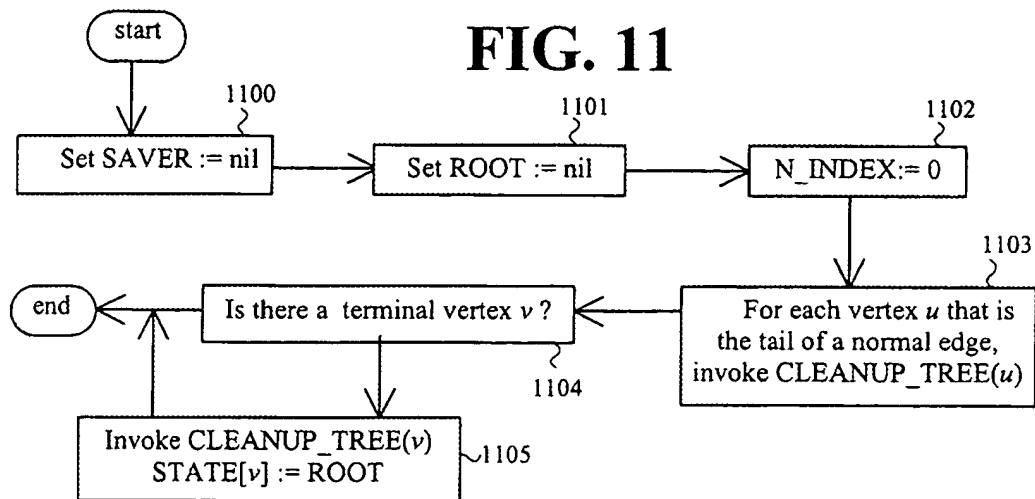 start
FIG. 11
1100
Set SAVER := nil
1101
Set ROOT := nil
1102
N_INDEX:= 0
1103
For each vertex u that is
the tail of a normal edge,
invoke CLEANUP_TREE(u)
end
Is there a terminal vertex v ?
1104
Invoke CLEANUP_TREE(v)
STATE[v] := ROOT
1105